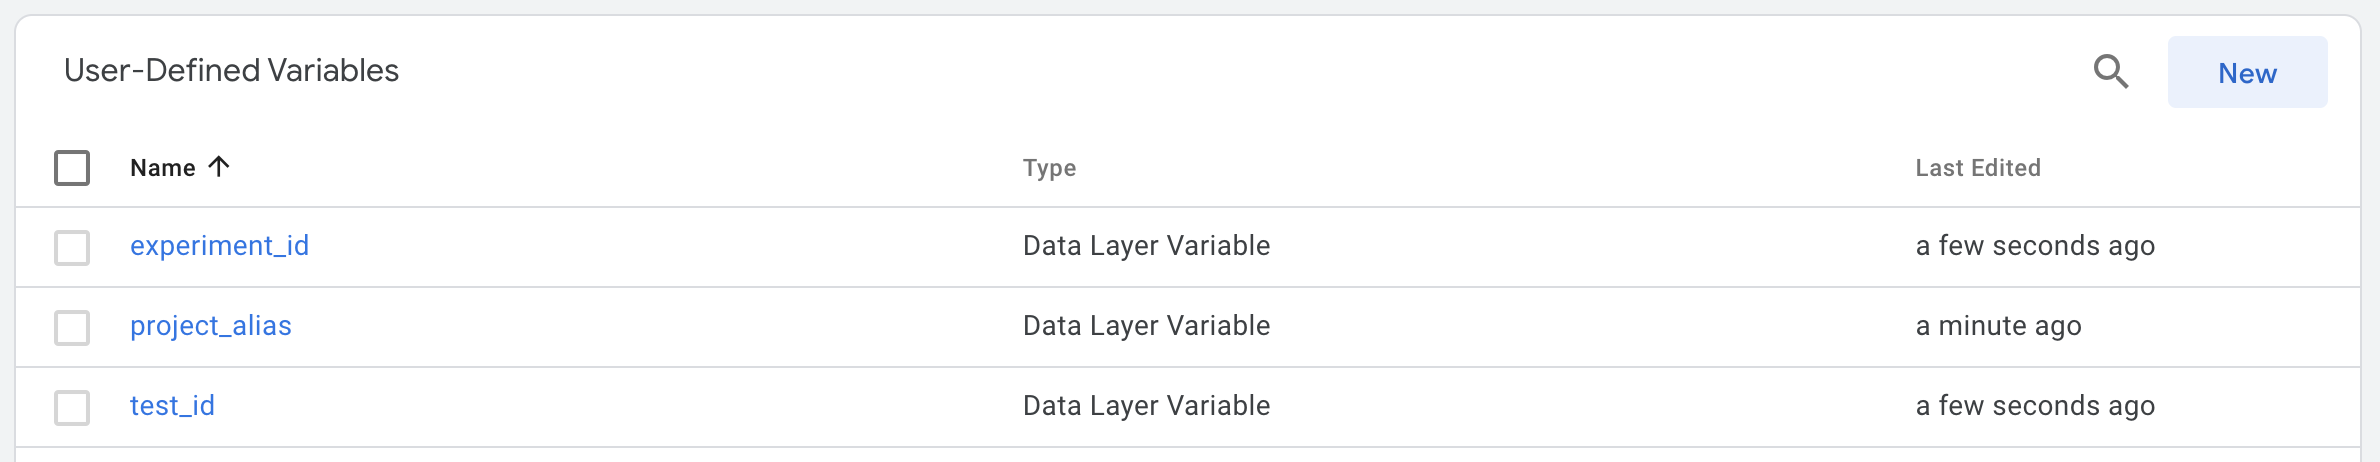 User-Defined Variables
New
Name Type Last Edited
experiment_id Data Layer Variable a few seconds ago
project_alias Data Layer Variable a minute ago
test_id Data Layer Variable a few seconds ago